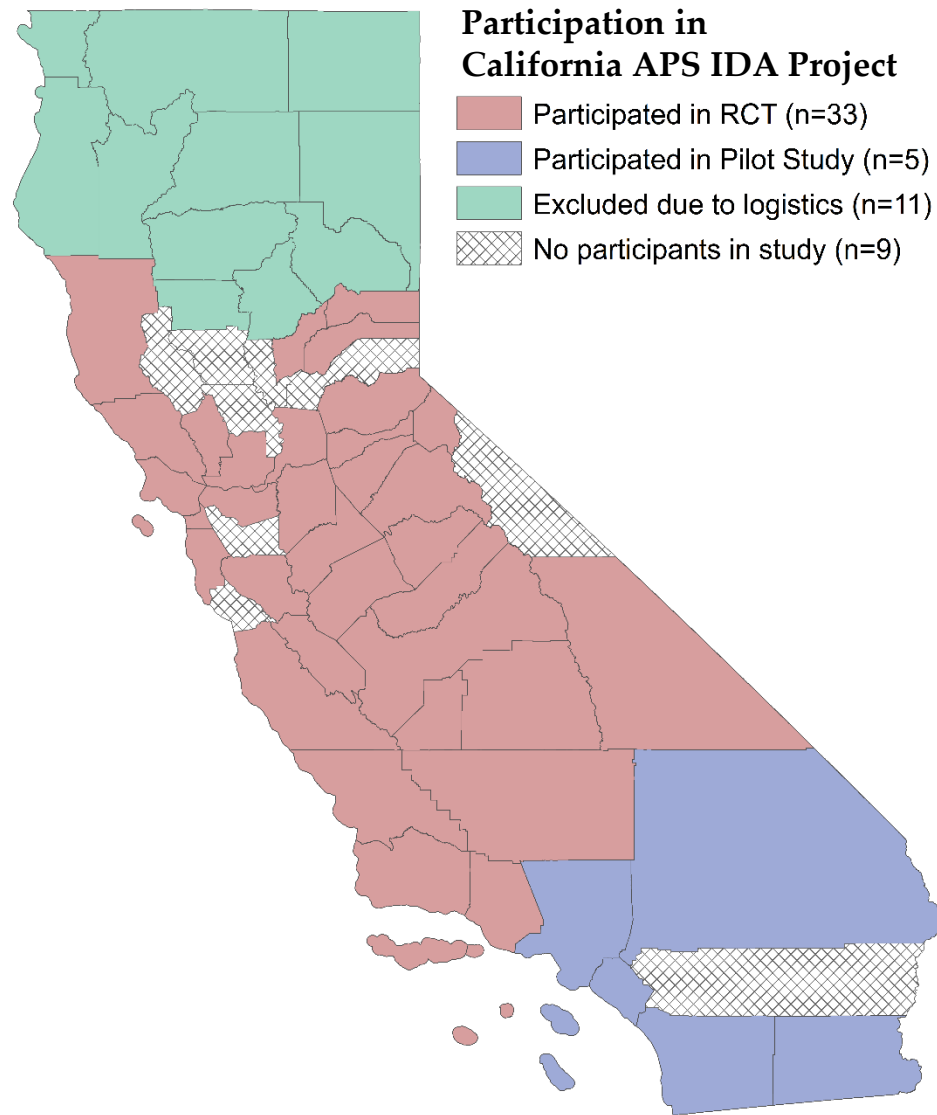 Participation in
California APS IDA Project
Participated in RCT (n=33)
Participated in Pilot Study (n=5)
Excluded due to logistics (n=11)
No participants in study (n=9)